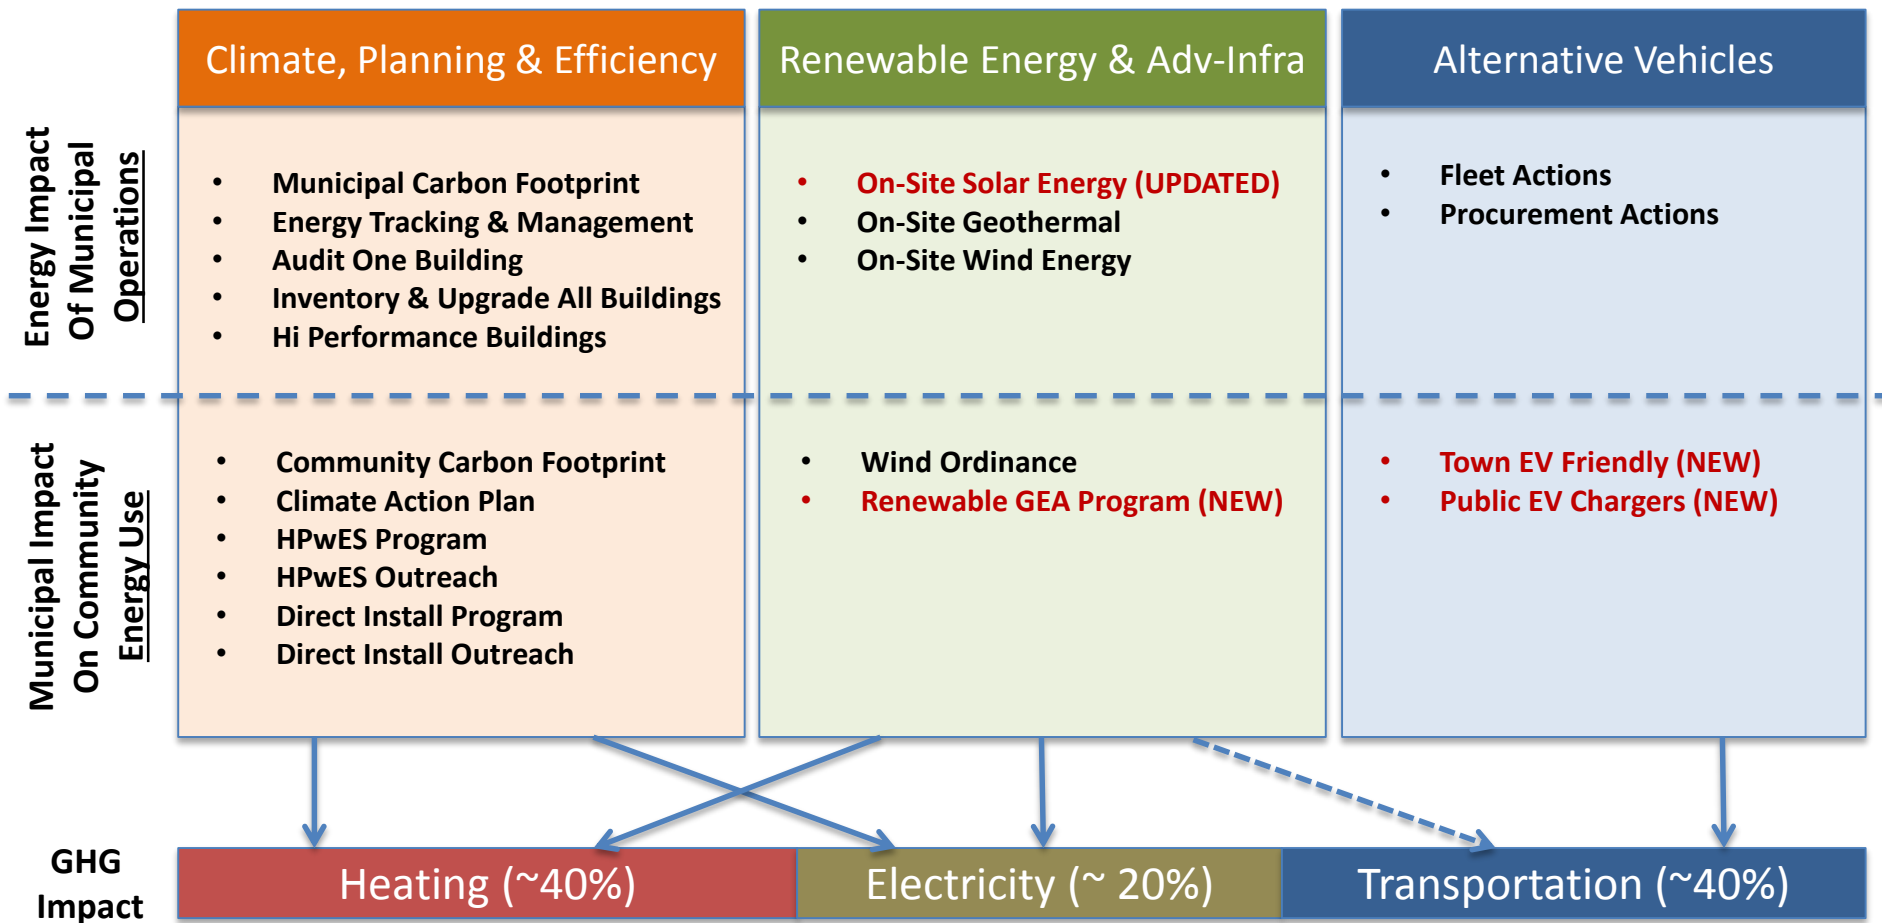 Climate, Planning & Efficiency
Renewable Energy & Adv-Infra
Alternative Vehicles
Energy Impact
Of Municipal
Operations
• Municipal Carbon Footprint
• Energy Tracking & Management
• Audit One Building
• Inventory & Upgrade All Buildings
• Hi Performance Buildings
• On-Site Solar Energy (UPDATED)
• On-Site Geothermal
• On-Site Wind Energy
• Fleet Actions
• Procurement Actions
Municipal Impact
On Community
Energy Use
• Community Carbon Footprint
• Climate Action Plan
• HPwES Program
• HPwES Outreach
• Direct Install Program
• Direct Install Outreach
• Wind Ordinance
• Renewable GEA Program (NEW)
• Town EV Friendly (NEW)
• Public EV Chargers (NEW)
GHG
Impact
Heating (~40%)
Electricity (~ 20%)
Transportation (~40%)